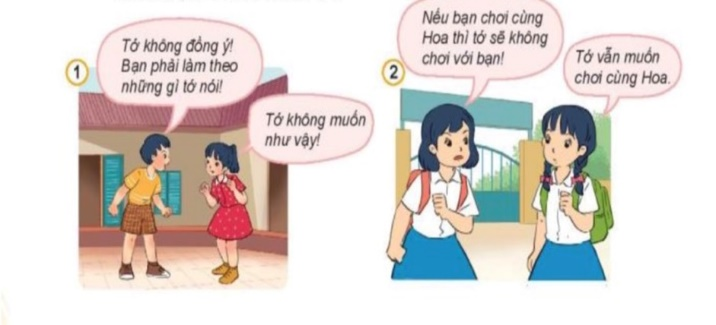 1
Tớ không đồng ý!
Bạn phải làm theo
những gì tớ nói!
Tớ không muốn
như vậy!
2
Nếu bạn chơi cùng
Hoa thì tớ sẽ không
chơi với bạn!
Tớ vẫn muốn
chơi cùng Hoa.